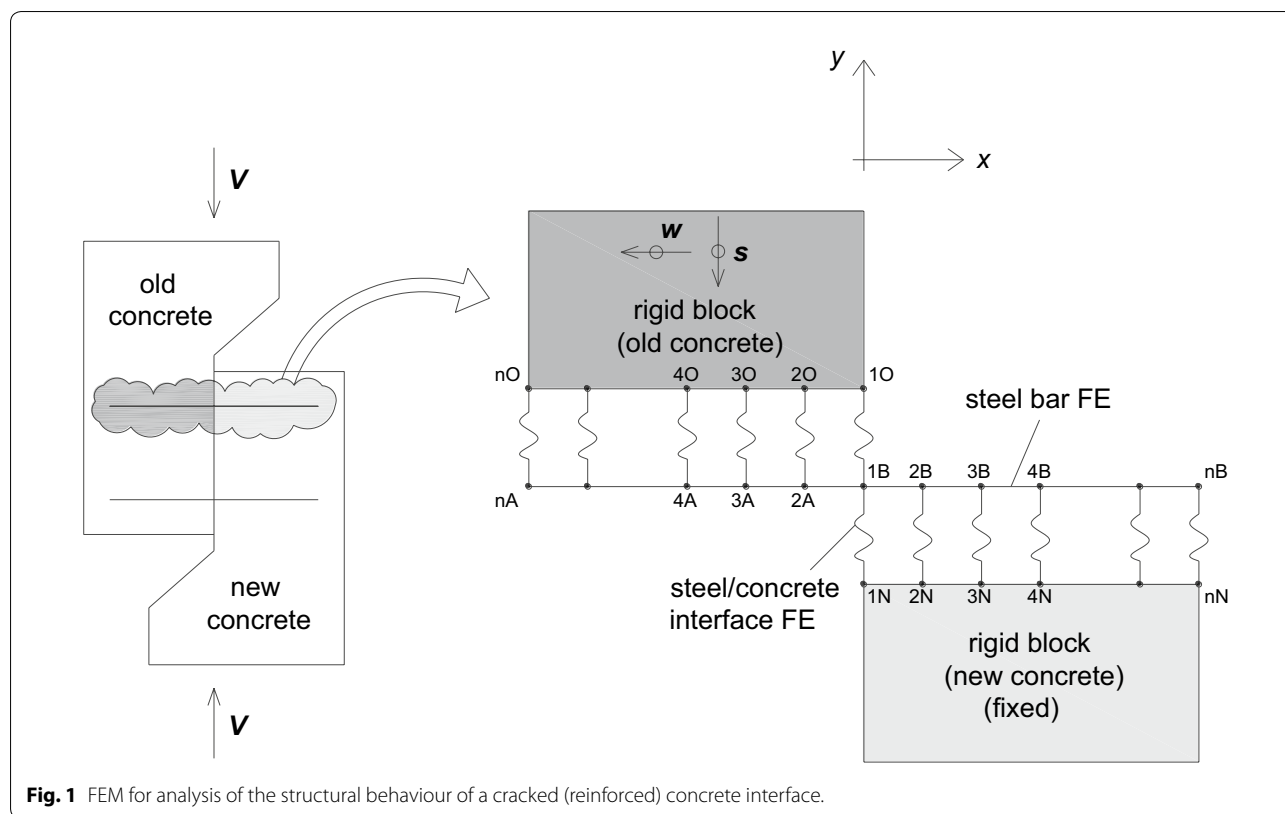 y
x
V
old
concrete
new
concrete
V
w
s
rigid block
(old concrete)
nO 4O 3O 2O 1O
steel bar FE
nA 4A 3A 2A
1B 2B 3B 4B nB
steel/concrete
interface FE
1N 2N 3N 4N nN
rigid block
(new concrete)
(fixed)
Fig. 1 FEM for analysis of the structural behaviour of a cracked (reinforced) concrete interface.